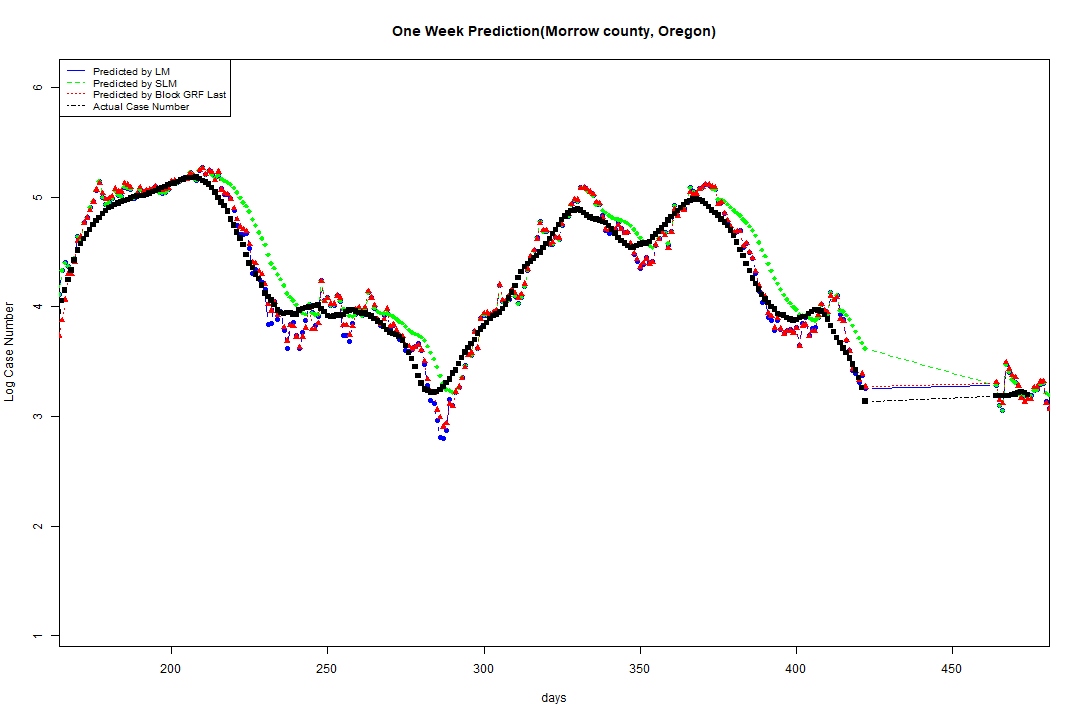 One Week Prediction(Morrow county, Oregon)
Predicted by LM
Predicted by SLM
Predicted by Block GRF Last
Actual Case Number
6
5
4
3
2
1
Log Case Number
200 250 300 350 400 450
days